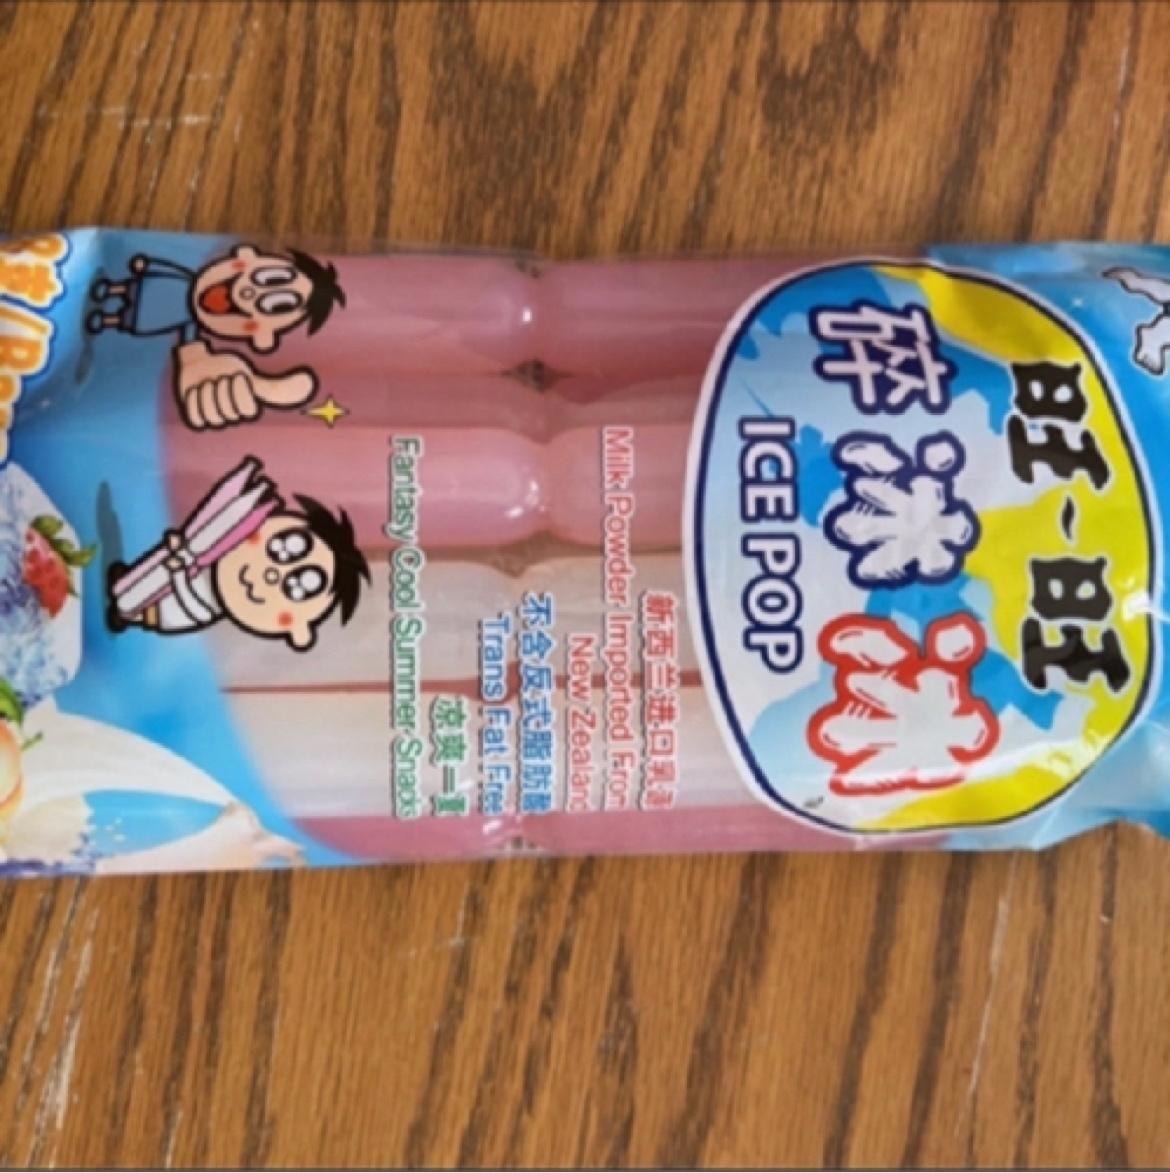 旺~旺
碎冰冰
ICE POP
新西兰进口乳
Milk Powder Imported From
New Zealand
不含反式脂肪酸
Trans Fat Free
凉爽一夏
Fantasy Cool Summer Snacks